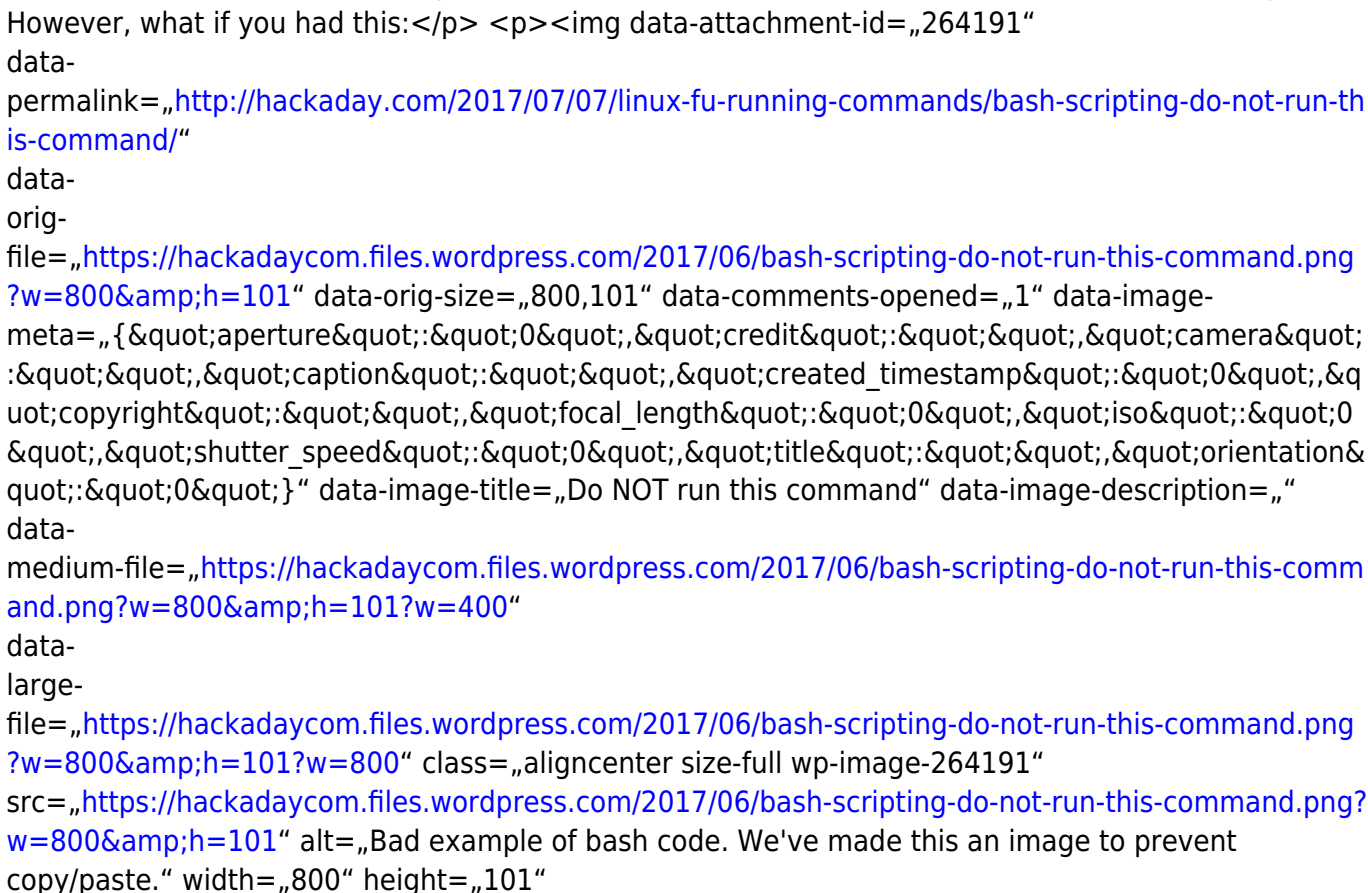 However, what if you had this:</p> <p><img data-attachment-id=„264191“
data-
permalink=„http://hackaday.com/2017/07/07/linux-fu-running-commands/bash-scripting-do-not-run-th
is-command/“
data-
orig-
file=„https://hackadaycom.files.wordpress.com/2017/06/bash-scripting-do-not-run-this-command.png
?w=800&amp;h=101“ data-orig-size=„800,101“ data-comments-opened=„1“ data-image-
meta=„{&quot;aperture&quot;:&quot;0&quot;,&quot;credit&quot;:&quot;&quot;,&quot;camera&quot;
:&quot;&quot;,&quot;caption&quot;:&quot;&quot;,&quot;created_timestamp&quot;:&quot;0&quot;,&q
uot;copyright&quot;:&quot;&quot;,&quot;focal_length&quot;:&quot;0&quot;,&quot;iso&quot;:&quot;0
&quot;,&quot;shutter_speed&quot;:&quot;0&quot;,&quot;title&quot;:&quot;&quot;,&quot;orientation&
quot;:&quot;0&quot;}“ data-image-title=„Do NOT run this command“ data-image-description=„“
data-
medium-file=„https://hackadaycom.files.wordpress.com/2017/06/bash-scripting-do-not-run-this-comm
and.png?w=800&amp;h=101?w=400“
data-
large-
file=„https://hackadaycom.files.wordpress.com/2017/06/bash-scripting-do-not-run-this-command.png
?w=800&amp;h=101?w=800“ class=„aligncenter size-full wp-image-264191“
src=„https://hackadaycom.files.wordpress.com/2017/06/bash-scripting-do-not-run-this-command.png?
w=800&amp;h=101“ alt=„Bad example of bash code. We've made this an image to prevent
copy/paste.“ width=„800“ height=„101“